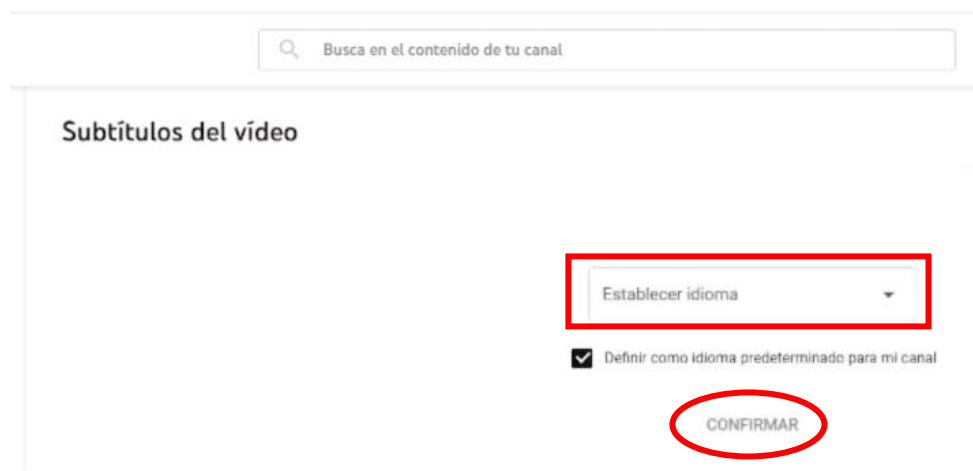 Busca en el contenido de tu canal
Subtítulos del vídeo
Establecer idioma
Definir como idioma predeterminado para mi canal
CONFIRMAR